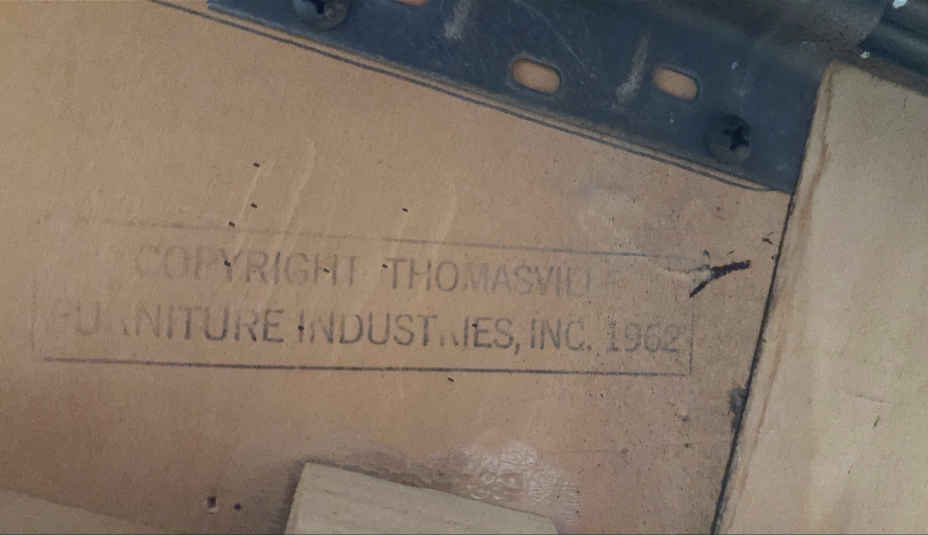 COPYRIGHT THOMASVILLE
FURNITURE INDUSTRIES, INC. 1962